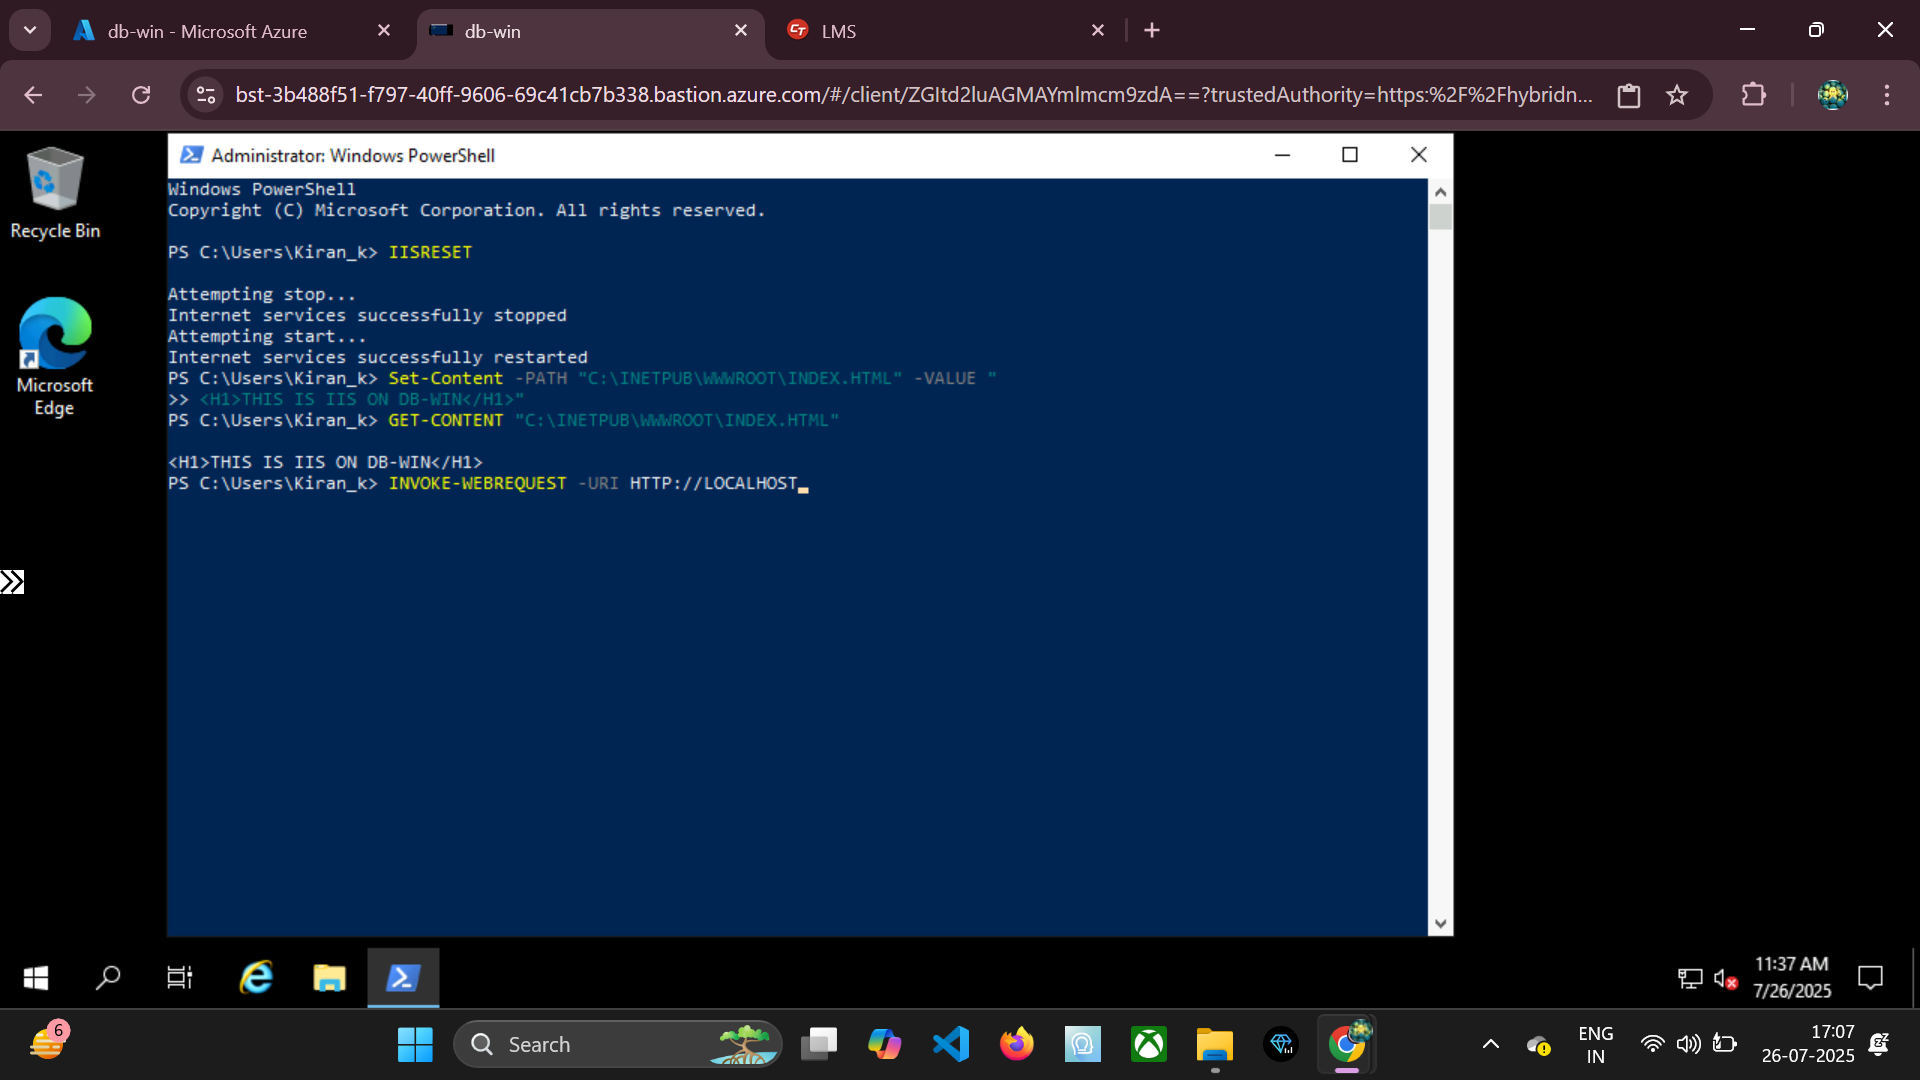 db-win - Microsoft Azure
db-win
LMS
bst-3b488f51-f797-40ff-9606-69c41cb7b338.bastion.azure.com/#/client/ZGItd2luAGMAYmlmcm9zdA==?trustedAuthority=https:%2F%2Fhybridn...
Recycle Bin
Microsoft
Edge
Administrator: Windows PowerShell
Windows PowerShell
Copyright (C) Microsoft Corporation. All rights reserved.
PS C:\Users\Kiran_k> IISRESET
Attempting stop...
Internet services successfully stopped
Attempting start...
Internet services successfully restarted
PS C:\Users\Kiran_k> Set-Content -PATH "C:\INETPUB\WWWROOT\INDEX.HTML" -VALUE "
>> <H1>THIS IS IIS ON DB-WIN</H1>"
PS C:\Users\Kiran_k> GET-CONTENT "C:\INETPUB\WWWROOT\INDEX.HTML"
<H1>THIS IS IIS ON DB-WIN</H1>
PS C:\Users\Kiran_k> INVOKE-WEBREQUEST -URI HTTP://LOCALHOST
11:37 AM
7/26/2025
6
Search
ENG
IN
17:07
26-07-2025